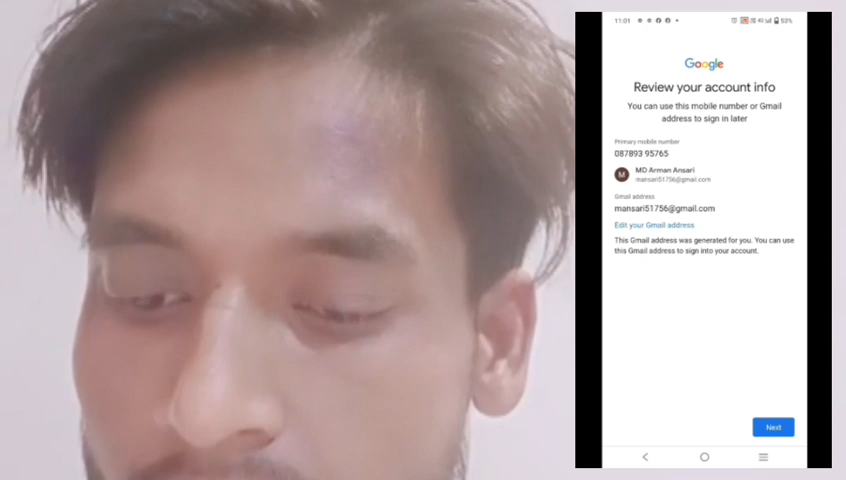 11:01
53%
Google
Review your account info
You can use this mobile number or Gmail
address to sign in later
Primary mobile number
087893 95765
M
MD Arman Ansari
mansari51756@gmail.com
Gmail address
mansari51756@gmail.com
Edit your Gmail address
This Gmail address was generated for you. You can use
this Gmail address to sign into your account.
Next